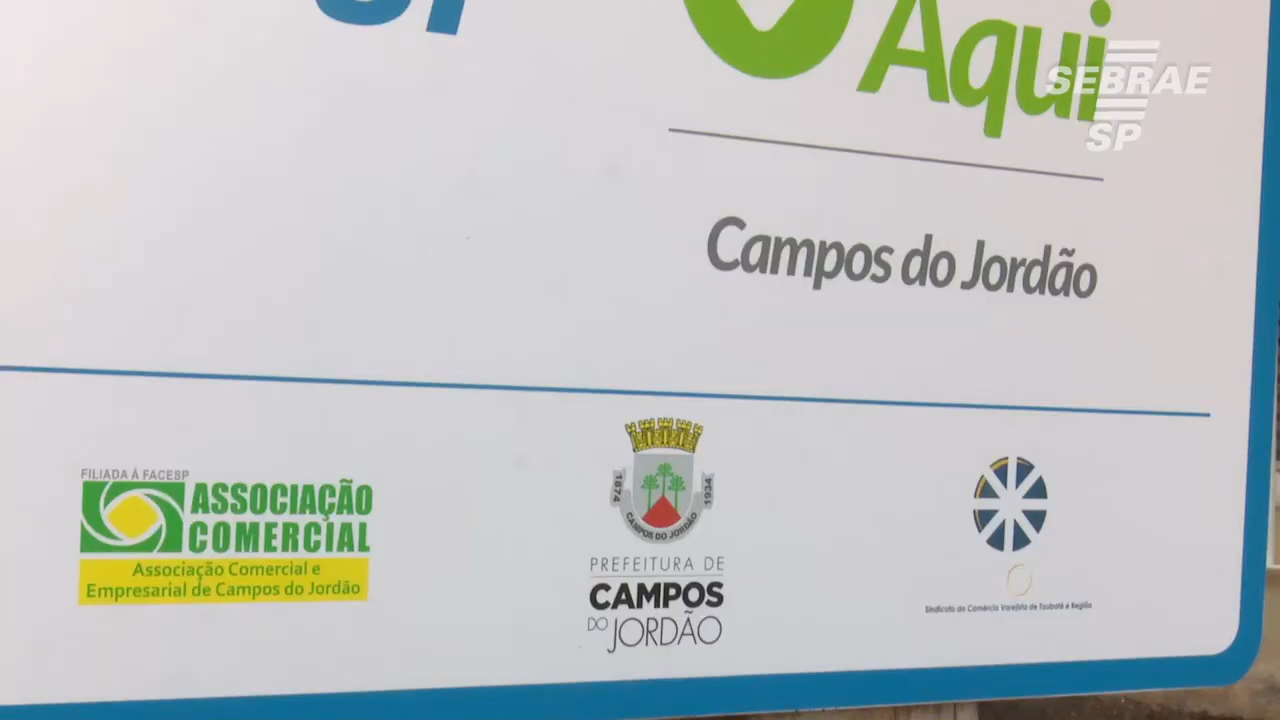 Aqui
SEBRAE
SP
Campos do Jordão
FILIADA À FACESP
ASSOCIAÇÃO
COMERCIAL
Associação Comercial e
Empresarial de Campos do Jordão
1874
1934
CAMPOS DO JORDÃO
PREFEITURA DE
CAMPOS
DO JORDÃO
Sindicato do Comércio Varejista de Taubaté e Região